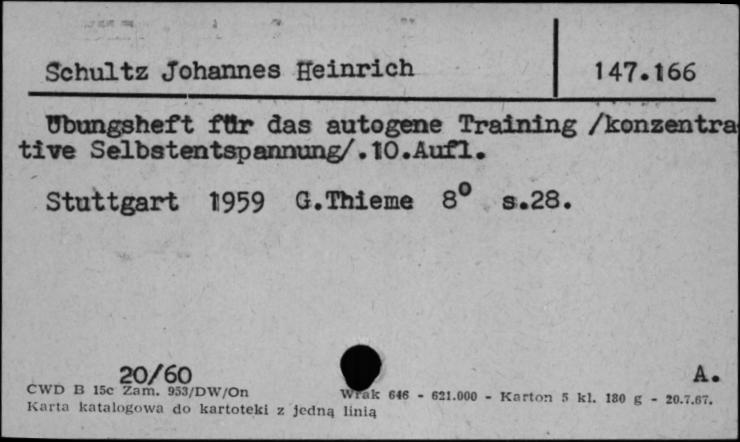 Schultz Johannes Heinrich
147.166
Übungsheft für das autogene Training /konzentra
tive Selbstentspannung/.10.Aufl.
Stuttgart 1959 G.Thieme 8⁰ s.28.
20/60
A.
CWD B 15c Zam. 953/DW/On
Wrak 646 - 621.000 - Karton 5 kl. 180 g - 20.7.67.
Karta katalogowa do kartoteki z jedną linią